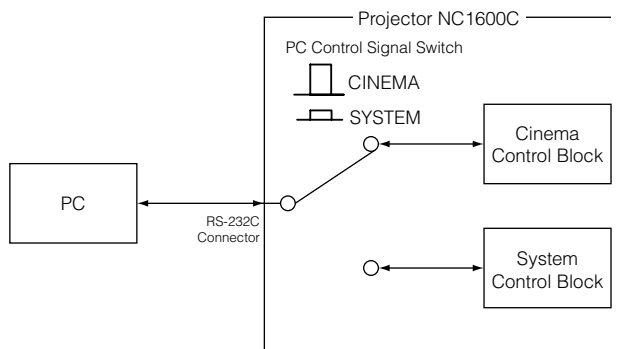 Projector NC1600C
PC Control Signal Switch
CINEMA
SYSTEM
Cinema
Control Block
PC
RS-232C
Connector
System
Control Block